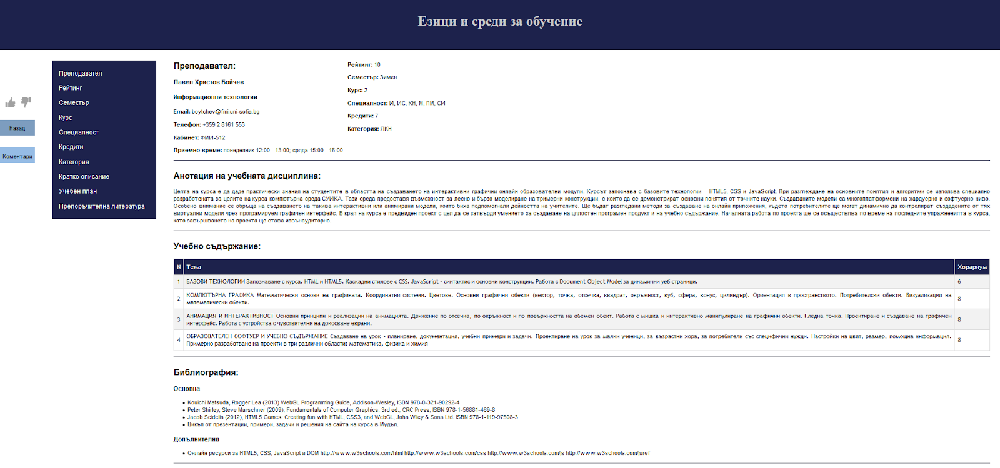 Езици и среди за обучение
Преподавател
Рейтинг
Семестър
Курс
Специалност
Кредити
Категория
Кратко описание
Учебен план
Препоръчителна литература
Назад
Коментари
Преподавател:
Павел Христов Бойчев
Информационни технологии
Email: boytchev@fmi.uni-sofia.bg
Телефон: +359 2 8161 553
Кабинет: ФМИ-512
Приемно време: понеделник 12:00 - 13:00; сряда 15:00 - 16:00
Рейтинг: 10
Семестър: Зимен
Курс: 2
Специалност: И, ИС, КН, М, ПМ, СИ
Кредити: 7
Категория: ЯКН
Анотация на учебната дисциплина:
Целта на курса е да даде практически знания на студентите в областта на създаването на интерактивни графични онлайн образователни модули. Курсът запознава с базовите технологии – HTML5, CSS и JavaScript. При разглеждане на основните понятия и алгоритми се използва специално
разработената за целите на курса компютърна среда СУИКА. Тази среда предоставя възможност за лесно и бързо моделиране на тримерни конструкции, с които да се демонстрират основни понятия от точните науки. Създаваните модели са многоплатформени на хардуерно и софтуерно ниво.
Особено внимание се обръща на създаването на такива интерактивни или анимирани модели, които биха подпомогнали дейността на учителите. Ще бъдат разгледани методи за създаване на онлайн приложения, където потребителите ще могат динамично да контролират създадените от тях
виртуални модели чрез програмируем графичен интерфейс. В края на курса е предвиден проект с цел да се затвърди умението за създаване на цялостен програмен продукт и на учебно съдържание. Началната работа по проекта ще се осъществява по време на последните упражненията в курса,
като завършването на проекта ще става извънаудиторно.
Учебно съдържание:
N Тема Хорариум
1 БАЗОВИ ТЕХНОЛОГИИ Запознаване с курса. HTML и HTML5. Каскадни стилове с CSS. JavaScript - синтактис и основни конструкции. Работа с Document Object Model за динамични уеб страници. 6
2 КОМПЮТЪРНА ГРАФИКА Математически основи на графиката. Координатни системи. Цветове. Основни графични обекти (вектор, точка, отсечка, квадрат, окръжност, куб, сфера, конус, цилиндър). Ориентация в пространството. Потребителски обекти. Визуализация на
математически обекти. 8
3 АНИМАЦИЯ И ИНТЕРАКТИВНОСТ Основни принципи и реализации на анимацията. Движение по отсечка, по окръжност и по повърхността на обемен обект. Работа с мишка и интерактивно манипулиране на графични обекти. Гледна точка. Проектиране и създаване на графичен
интерфейс. Работа с устройства с чувствителни на докосване екрани. 8
4 ОБРАЗОВАТЕЛЕН СОФТУЕР И УЧЕБНО СЪДЪРЖАНИЕ Създаване на урок - планиране, документация, учебни примери и задачи. Проектиране на урок за малки ученици, за възрастни хора, за потребители със специфични нужди. Настройки на цвят, размер, помощна информация.
Примерно разработване на проекти в три различни области: математика, физика и химия 8
Библиография:
Основна
• Kouichi Matsuda, Rogger Lea (2013) WebGL Programming Guide, Addison-Wesley, ISBN 978-0-321-90292-4
• Peter Shirley, Steve Marschner (2009), Fundamentals of Computer Graphics, 3rd ed., CRC Press, ISBN 978-1-56881-469-8
• Jacob Seidelin (2012), HTML5 Games: Creating fun with HTML, CSS3, and WebGL, John Wiley & Sons Ltd. ISBN 978-1-119-97508-3
• Цикъл от презентации, примери, задачи и решения на сайта на курса в Мудъл.
Допълнителна
• Онлайн ресурси за HTML5, CSS, JavaScript и DOM http://www.w3schools.com/html http://www.w3schools.com/css http://www.w3schools.com/js http://www.w3schools.com/jsref